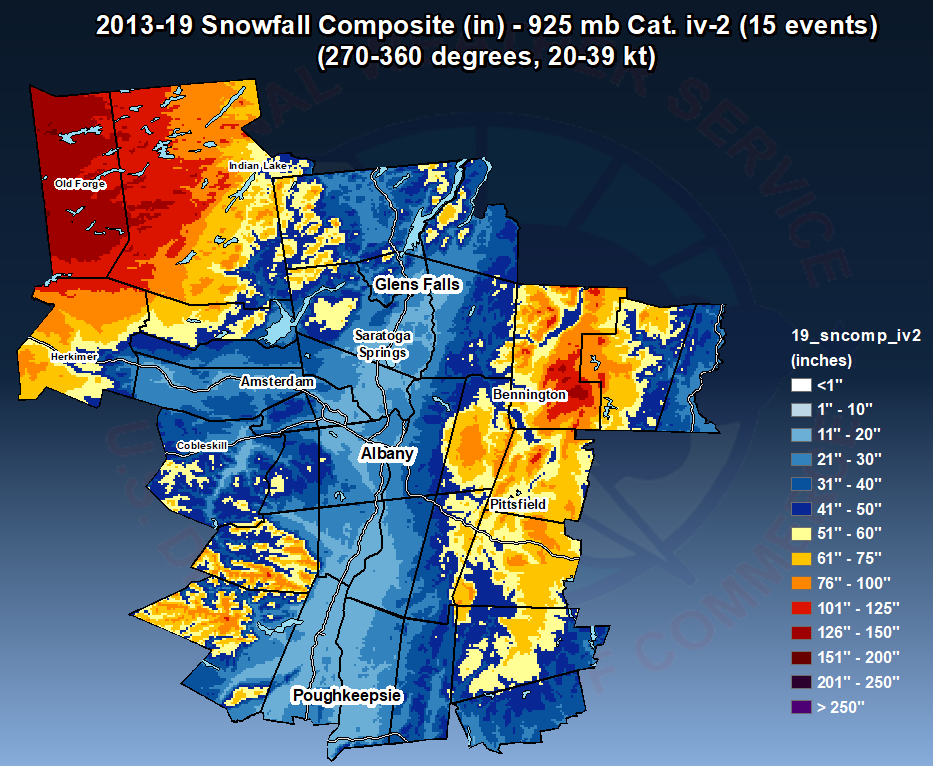 2013-19 Snowfall Composite (in) - 925 mb Cat. iv-2 (15 events)
(270-360 degrees, 20-39 kt)
Indian Lake
Old Forge
Glens Falls
Saratoga
Springs
Herkimer
Amsterdam
Bennington
Cobleskill
Albany
Pittsfield
Poughkeepsie
19_sncomp_iv2
(inches)
<1"
1" - 10"
11" - 20"
21" - 30"
31" - 40"
41" - 50"
51" - 60"
61" - 75"
76" - 100"
101" - 125"
126" - 150"
151" - 200"
201" - 250"
> 250"